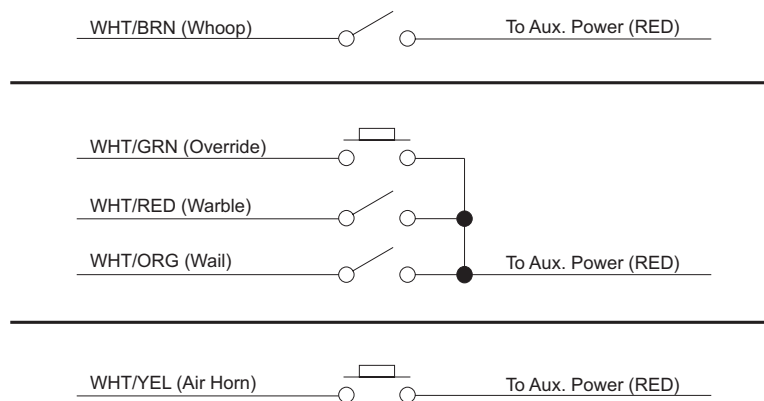 WHT/BRN (Whoop) To Aux. Power (RED)
WHT/GRN (Override)
WHT/RED (Warble)
WHT/ORG (Wail) To Aux. Power (RED)
WHT/YEL (Air Horn) To Aux. Power (RED)